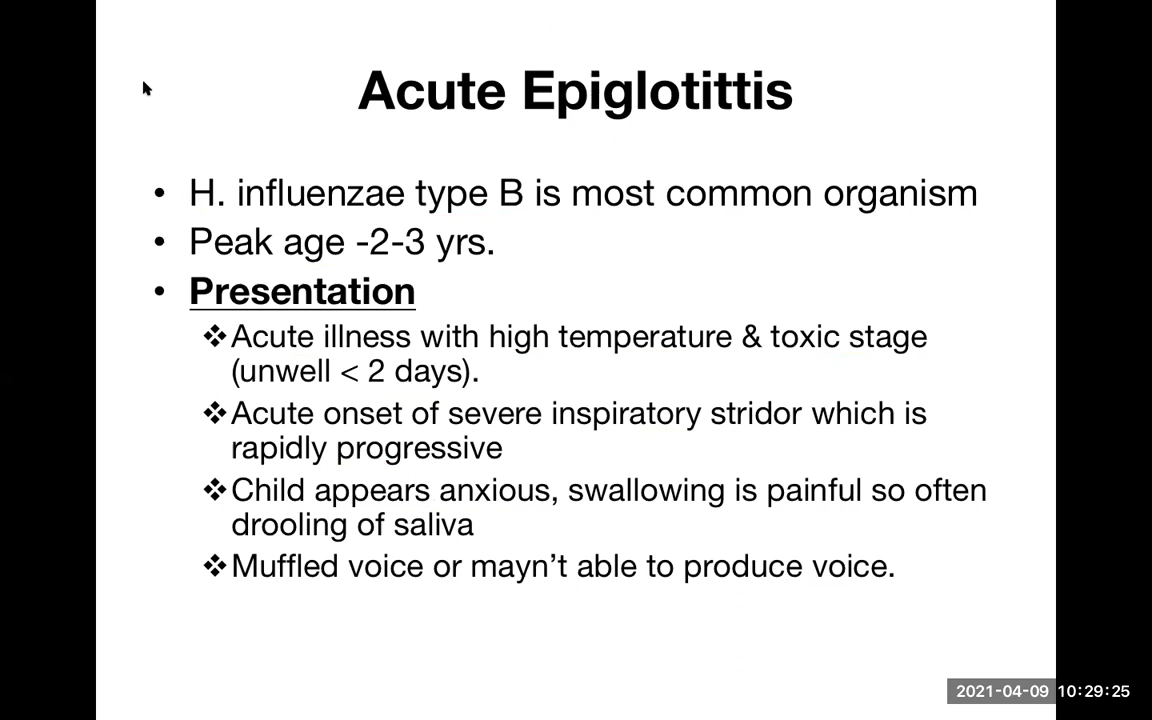 Acute Epiglotittis
• H. influenzae type B is most common organism
• Peak age -2-3 yrs.
• Presentation
❖Acute illness with high temperature & toxic stage
(unwell < 2 days).
❖Acute onset of severe inspiratory stridor which is
rapidly progressive
❖Child appears anxious, swallowing is painful so often
drooling of saliva
❖Muffled voice or mayn’t able to produce voice.
2021-04-09 10:29:25